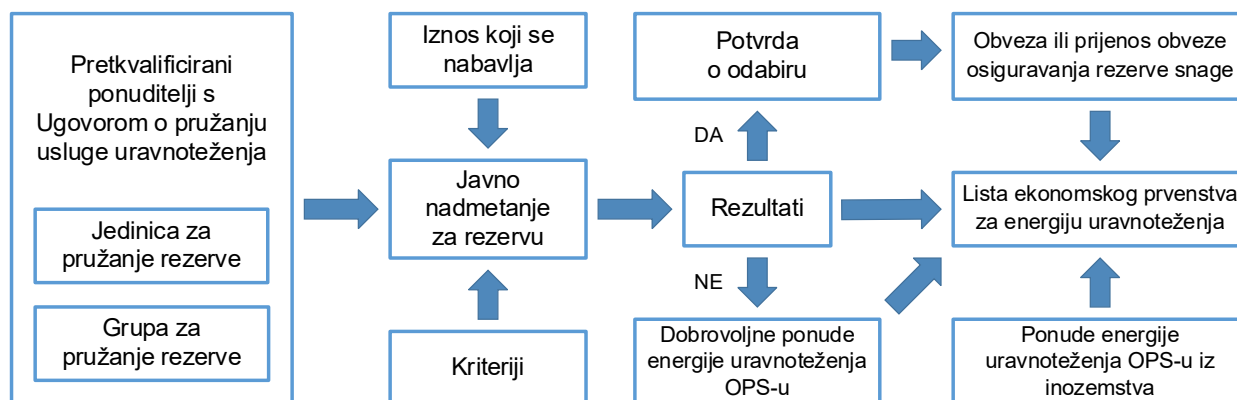 Pretkvalificirani
ponuditelji s
Ugovorom o pružanju
usluge uravnoteženja
Jedinica za
pružanje rezerve
Grupa za
pružanje rezerve
Iznos koji se
nabavlja
Javno
nadmetanje
za rezervu
Kriteriji
Potvrda
o odabiru
DA
Rezultati
NE
Dobrovoljne ponude
energije uravnoteženja
OPS-u
Obveza ili prijenos obveze
osiguravanja rezerve snage
Lista ekonomskog prvenstva
za energiju uravnoteženja
Ponude energije
uravnoteženja OPS-u iz
inozemstva